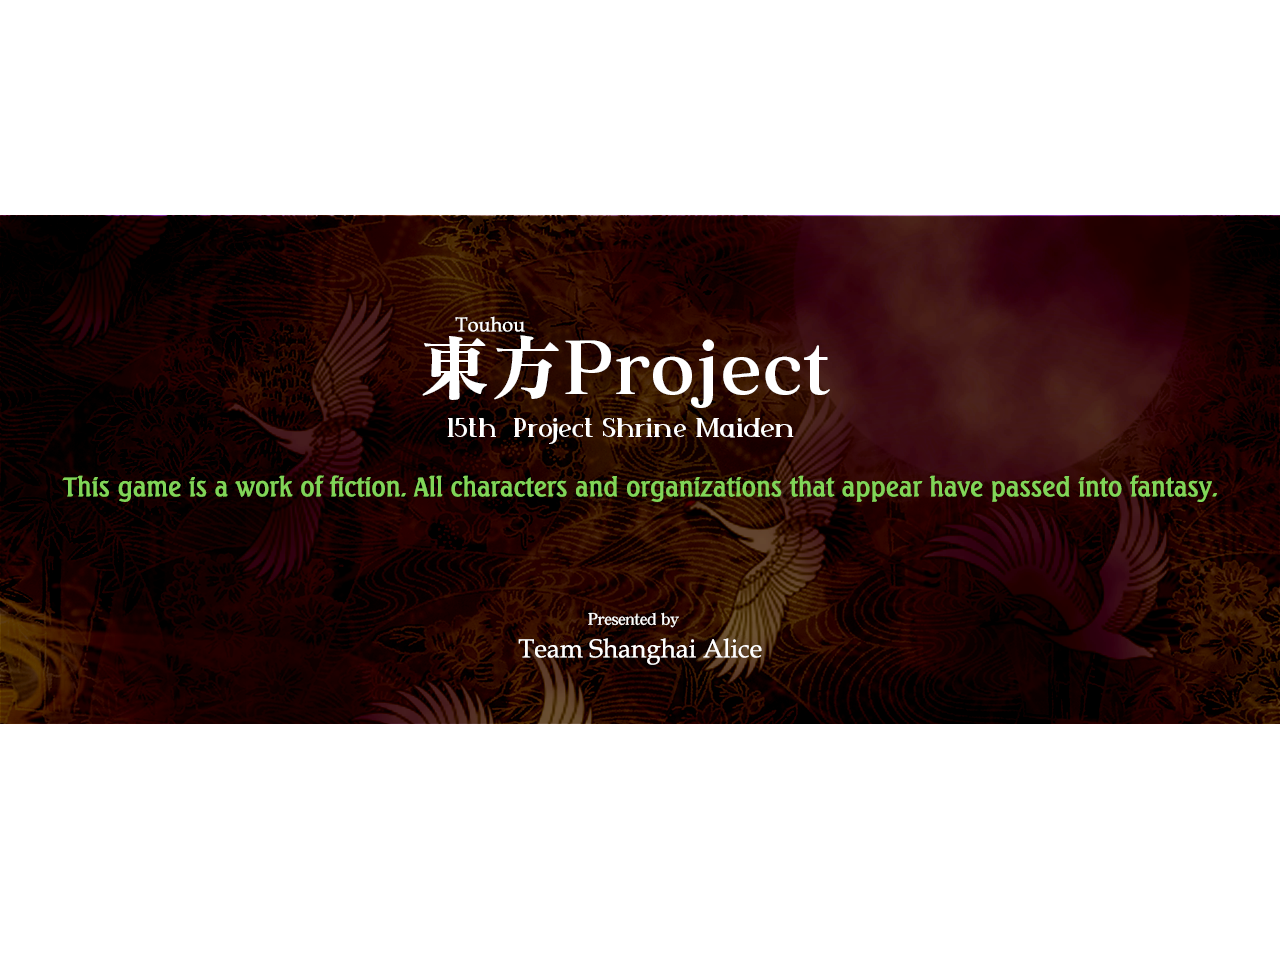 Touhou
東方Project
15th Project Shrine Maiden
This game is a work of fiction. All characters and organizations that appear have passed into fantasy.
Presented by
Team Shanghai Alice